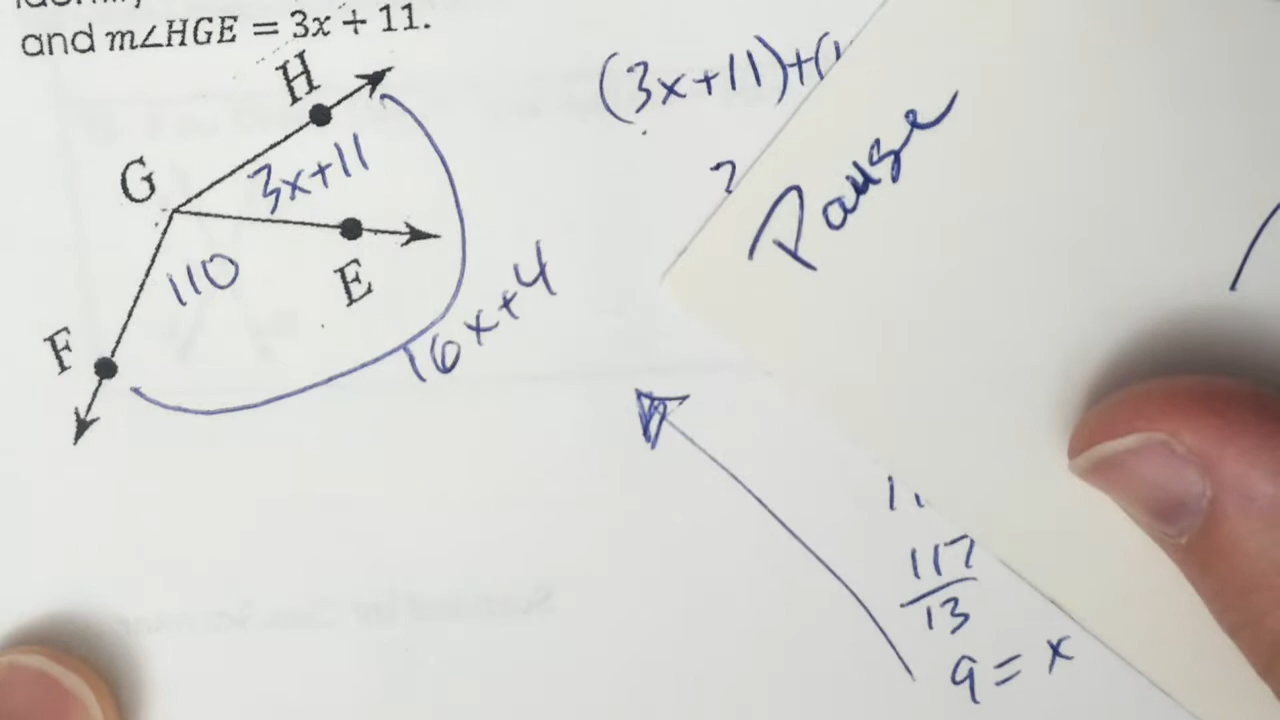 and m∠HGE = 3x + 11.
H
(3x+11)+(
G
3x+11
Pause
E
110
16x+4
F
117
13
9 = x